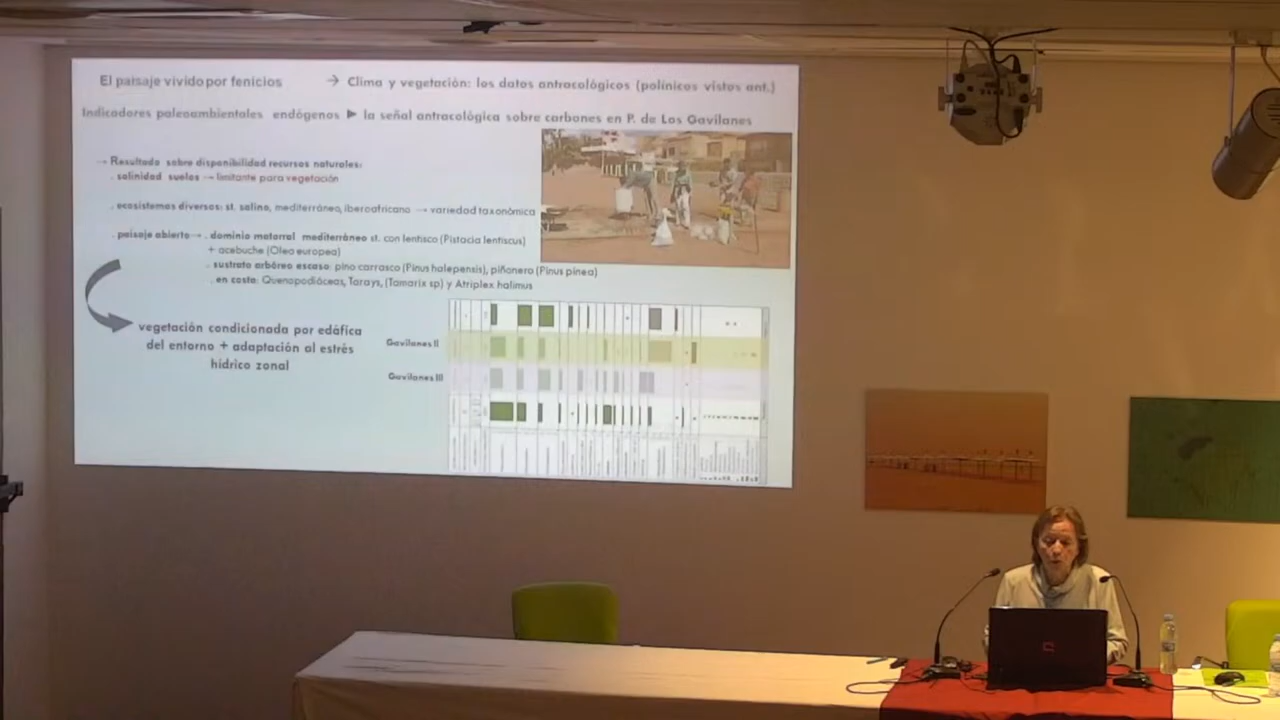 El paisaje vivido por fenicios → Clima y vegetación: los datos antracológicos (polínicos vistos ant.)
Indicadores paleoambientales endógenos ► la señal antracológica sobre carbones en P. de Los Gavilanes
→ Resultado sobre disponibilidad recursos naturales:
. salinidad suelos → limitante para vegetación
. ecosistemas diversos: st. salino, mediterráneo, iberoafricano → variedad taxonómica
. paisaje abierto → . dominio matorral mediterráneo st. con lentisco (Pistacia lentiscus)
+ acebuche (Olea europea)
. sustrato arbóreo escaso: pino carrasco (Pinus halepensis), piñonero (Pinus pinea)
. en costa: Quenopodiáceas, Tarays, (Tamarix sp) y Atriplex halimus
vegetación condicionada por edáfica
del entorno + adaptación al estrés
hídrico zonal
Gavilanes II
Gavilanes III